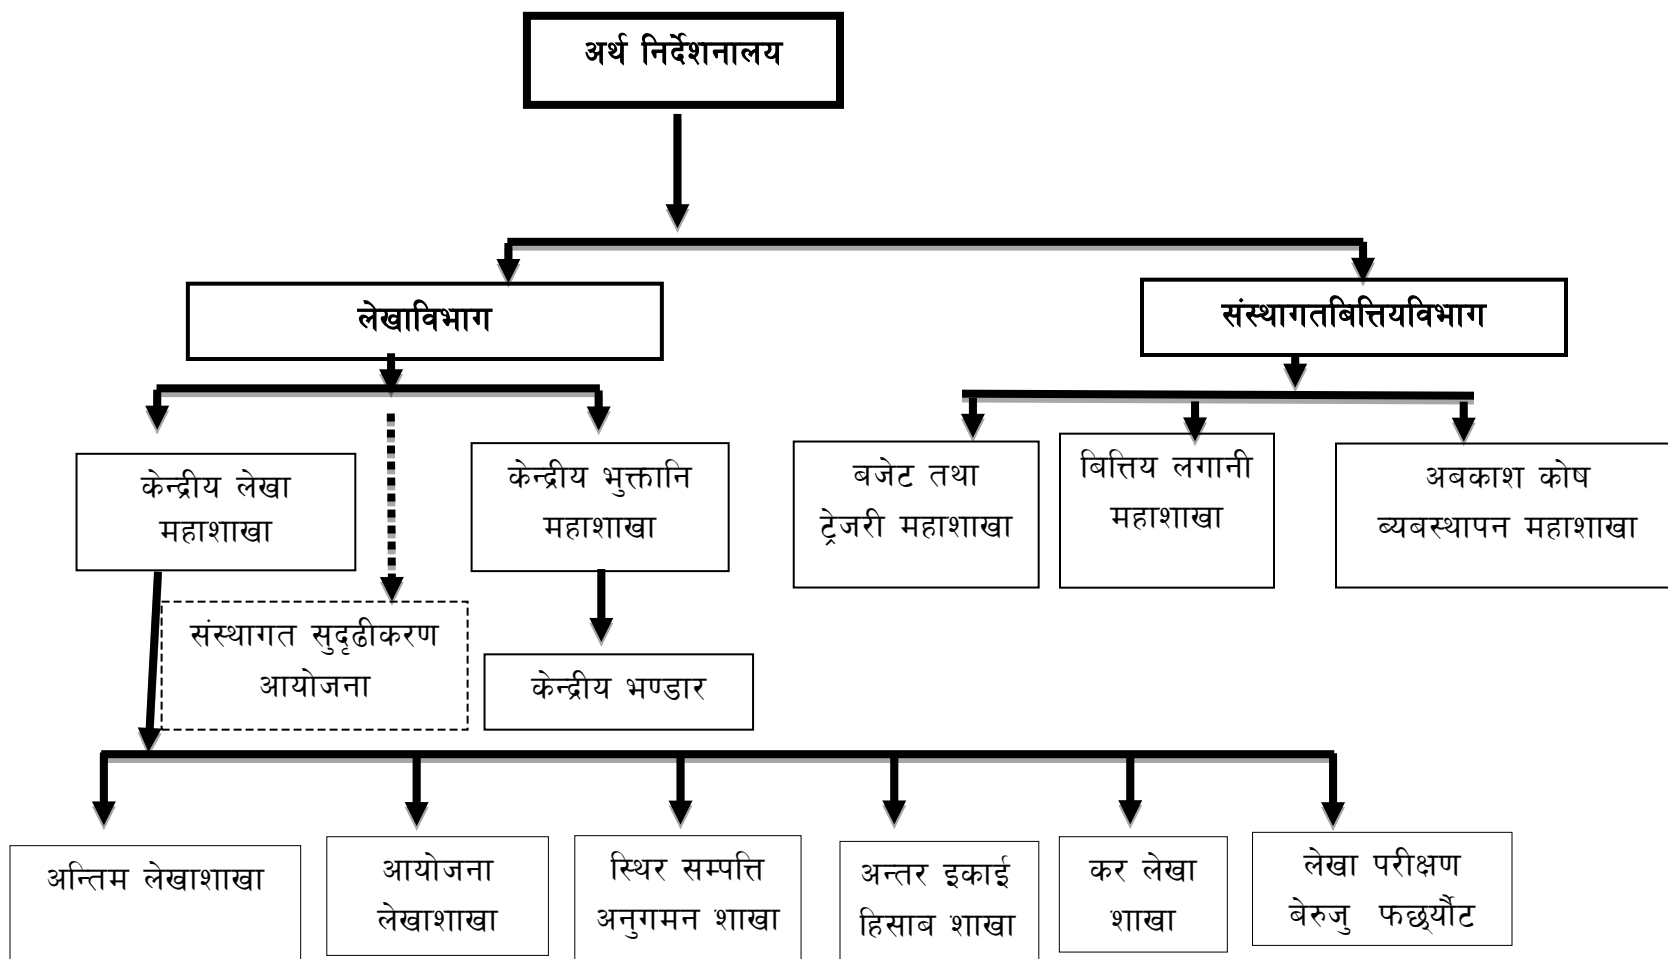 अर्थ निर्देशनालय
लेखाविभाग
संस्थागतबित्तियविभाग
केन्द्रीय लेखा
महाशाखा
केन्द्रीय भुक्तानि
महाशाखा
बजेट तथा
ट्रेजरी महाशाखा
बित्तिय लगानी
महाशाखा
अबकाश कोष
ब्यबस्थापन महाशाखा
संस्थागत सुदृढीकरण
आयोजना
केन्द्रीय भण्डार
अन्तिम लेखाशाखा
आयोजना
लेखाशाखा
स्थिर सम्पत्ति
अनुगमन शाखा
अन्तर इकाई
हिसाब शाखा
कर लेखा
शाखा
लेखा परीक्षण
बेरुजु फछ्र्यौट